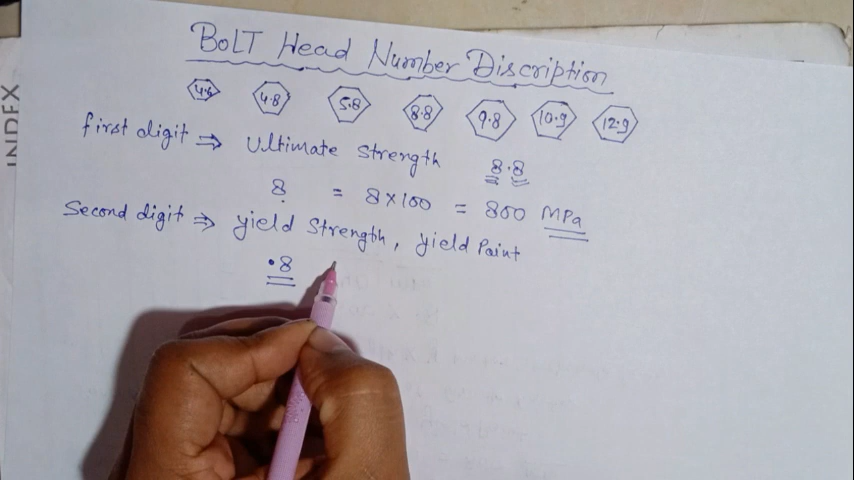 BOLT Head Number Discription
4.6 4.8 5.8 8.8 9.8 10.9 12.9
first digit ⇒ Ultimate Strength 8.8
8 = 8×100 = 800 MPa
Second digit ⇒ yield Strength, yield Point
.8
INDEX